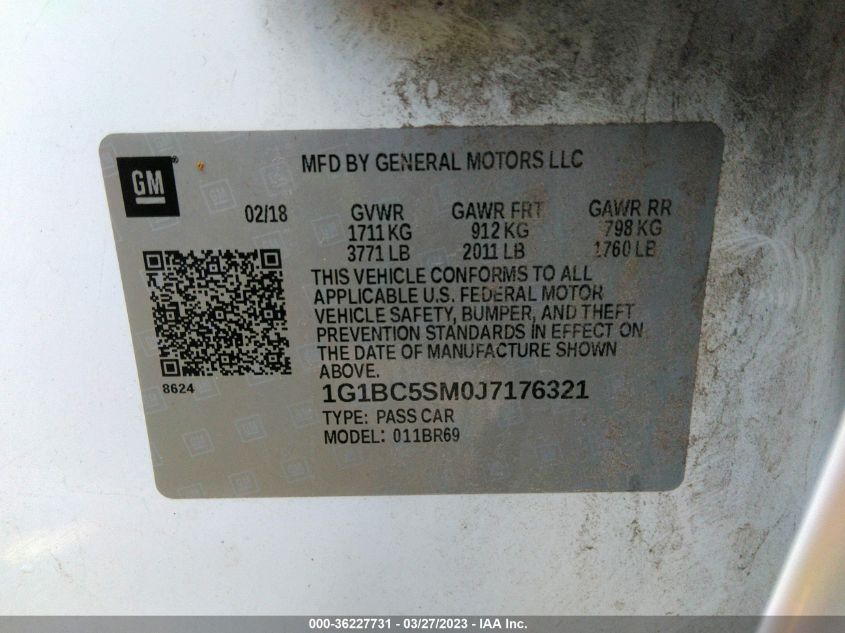 GM
MFD BY GENERAL MOTORS LLC
02/18 GVWR GAWR FRT GAWR RR
1711 KG 912 KG 798 KG
3771 LB 2011 LB 1760 LB
THIS VEHICLE CONFORMS TO ALL
APPLICABLE U.S. FEDERAL MOTOR
VEHICLE SAFETY, BUMPER, AND THEFT
PREVENTION STANDARDS IN EFFECT ON
THE DATE OF MANUFACTURE SHOWN
ABOVE.
8624
1G1BC5SM0J7176321
TYPE: PASS CAR
MODEL: 011BR69
000-36227731 - 03/27/2023 - IAA Inc.